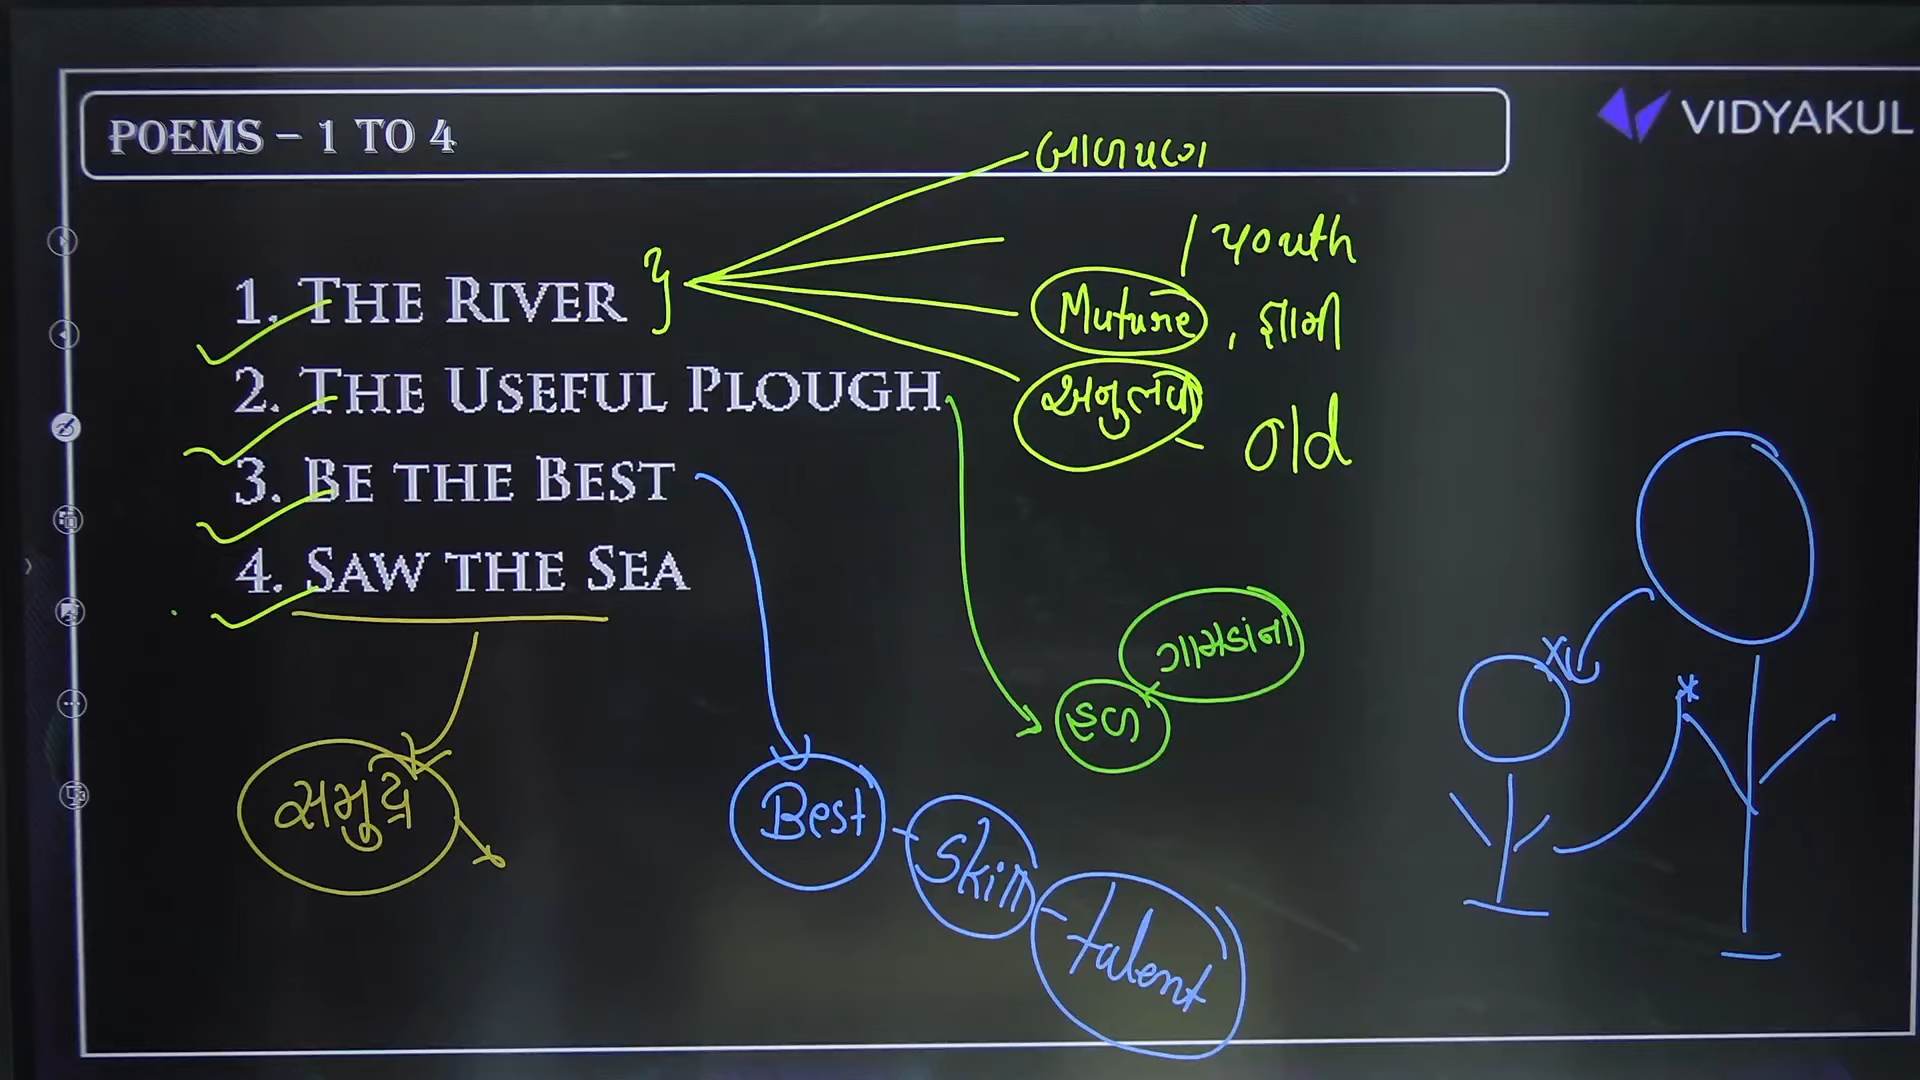 POEMS – 1 TO 4
VIDYAKUL
બાળપણ
/ youth
1. THE RIVER }
Muture, જ્ઞાની
2. THE USEFUL PLOUGH
અનુભવી - old
3. BE THE BEST
4. SAW THE SEA
ગામડાંના
હળ
સમુદ્ર
Best - Skill - talent